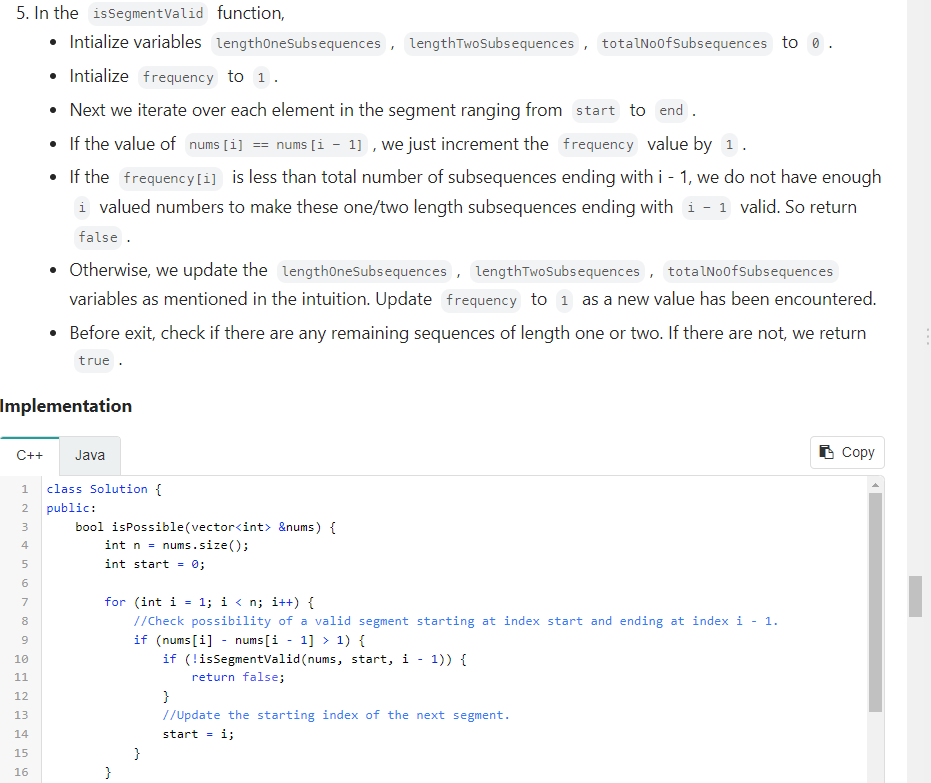 5. In the isSegmentValid function,
• Intialize variables lengthOneSubsequences , lengthTwoSubsequences , totalNoOfSubsequences to 0 .
• Intialize frequency to 1 .
• Next we iterate over each element in the segment ranging from start to end .
• If the value of nums[i] == nums[i - 1] , we just increment the frequency value by 1 .
• If the frequency[i] is less than total number of subsequences ending with i - 1, we do not have enough
i valued numbers to make these one/two length subsequences ending with i - 1 valid. So return
false .
• Otherwise, we update the lengthOneSubsequences , lengthTwoSubsequences , totalNoOfSubsequences
variables as mentioned in the intuition. Update frequency to 1 as a new value has been encountered.
• Before exit, check if there are any remaining sequences of length one or two. If there are not, we return
true .
Implementation
C++ Java Copy
1 class Solution {
2 public:
3     bool isPossible(vector<int> &nums) {
4         int n = nums.size();
5         int start = 0;
6
7         for (int i = 1; i < n; i++) {
8             //Check possibility of a valid segment starting at index start and ending at index i - 1.
9             if (nums[i] - nums[i - 1] > 1) {
10                 if (!isSegmentValid(nums, start, i - 1)) {
11                     return false;
12                 }
13                 //Update the starting index of the next segment.
14                 start = i;
15             }
16         }